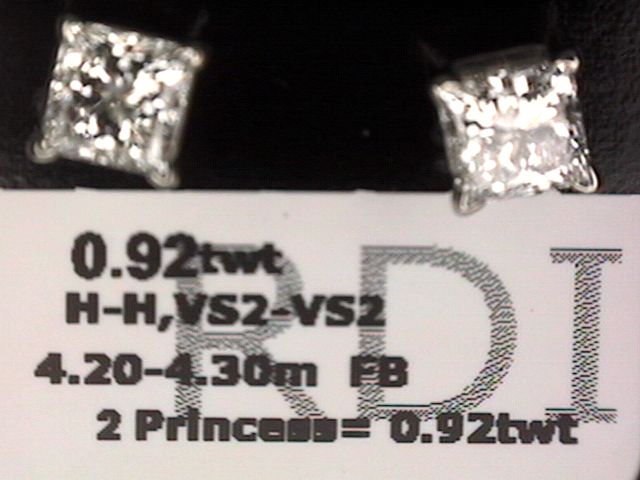 0.92twt
H-H,VS2-VS2
4.20-4.30m FB
2 Princess= 0.92twt
RDI